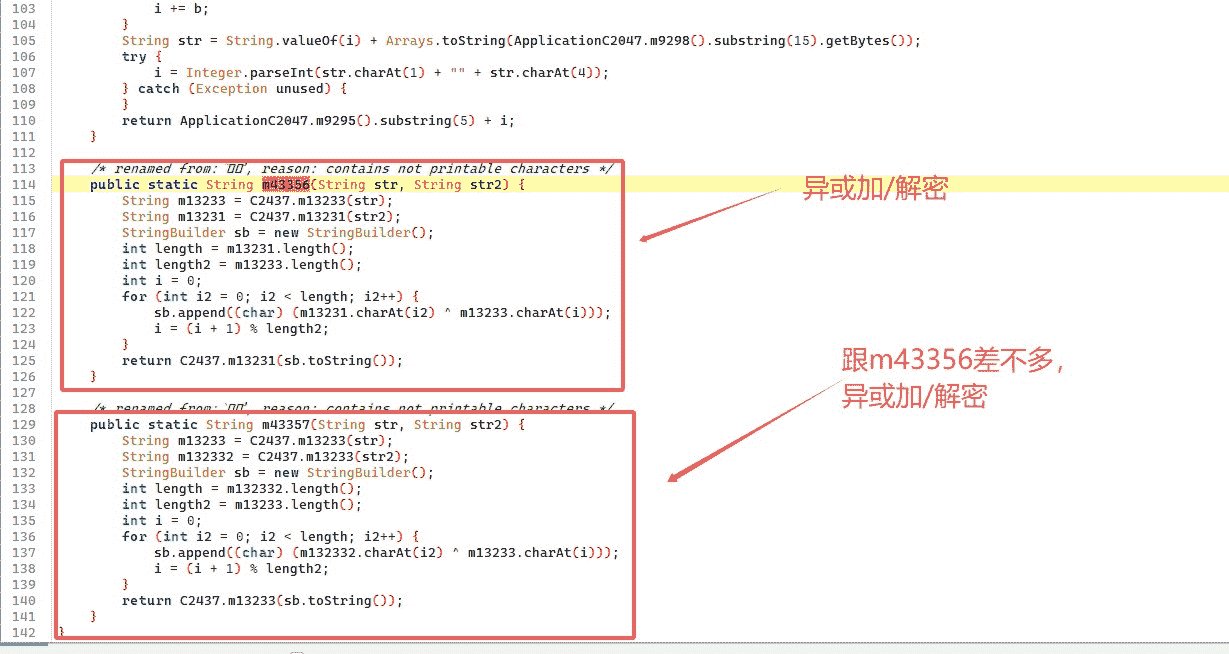 103 i += b;
104 }
105 String str = String.valueOf(i) + Arrays.toString(ApplicationC2047.m9298().substring(15).getBytes());
106 try {
107 i = Integer.parseInt(str.charAt(1) + "" + str.charAt(4));
108 } catch (Exception unused) {
109 }
110 return ApplicationC2047.m9295().substring(5) + i;
111 }
112
113 /* renamed from: , reason: contains not printable characters */
114 public static String m43356(String str, String str2) {
115 String m13233 = C2437.m13233(str);
116 String m13231 = C2437.m13231(str2);
117 StringBuilder sb = new StringBuilder();
118 int length = m13231.length();
119 int length2 = m13233.length();
120 int i = 0;
121 for (int i2 = 0; i2 < length; i2++) {
122 sb.append((char) (m13231.charAt(i2) ^ m13233.charAt(i)));
123 i = (i + 1) % length2;
124 }
125 return C2437.m13231(sb.toString());
126 }
异或加/解密
127
128 /* renamed from: , reason: contains not printable characters */
129 public static String m43357(String str, String str2) {
130 String m13233 = C2437.m13233(str);
131 String m132332 = C2437.m13233(str2);
132 StringBuilder sb = new StringBuilder();
133 int length = m132332.length();
134 int length2 = m13233.length();
135 int i = 0;
136 for (int i2 = 0; i2 < length; i2++) {
137 sb.append((char) (m132332.charAt(i2) ^ m13233.charAt(i)));
138 i = (i + 1) % length2;
139 }
140 return C2437.m13233(sb.toString());
141 }
142 }
跟m43356差不多，
异或加/解密